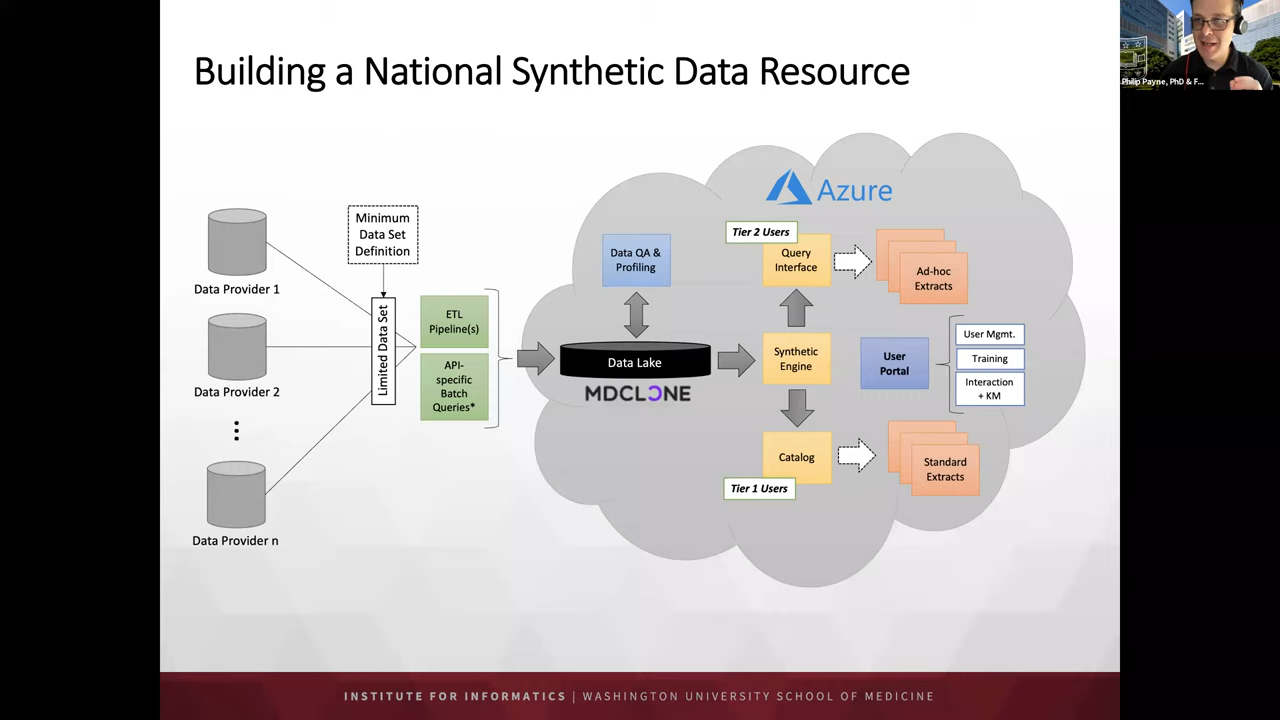 Building a National Synthetic Data Resource
Philip Payne, PhD & F...
Azure
Minimum
Data Set
Definition
Data Provider 1
Data Provider 2
Data Provider n
Limited Data Set
ETL
Pipeline(s)
API-
specific
Batch
Queries*
Data QA &
Profiling
Data Lake
MDCLONE
Tier 2 Users
Query
Interface
Ad-hoc
Extracts
Synthetic
Engine
User
Portal
User Mgmt.
Training
Interaction
+ KM
Catalog
Tier 1 Users
Standard
Extracts
INSTITUTE FOR INFORMATICS | WASHINGTON UNIVERSITY SCHOOL OF MEDICINE